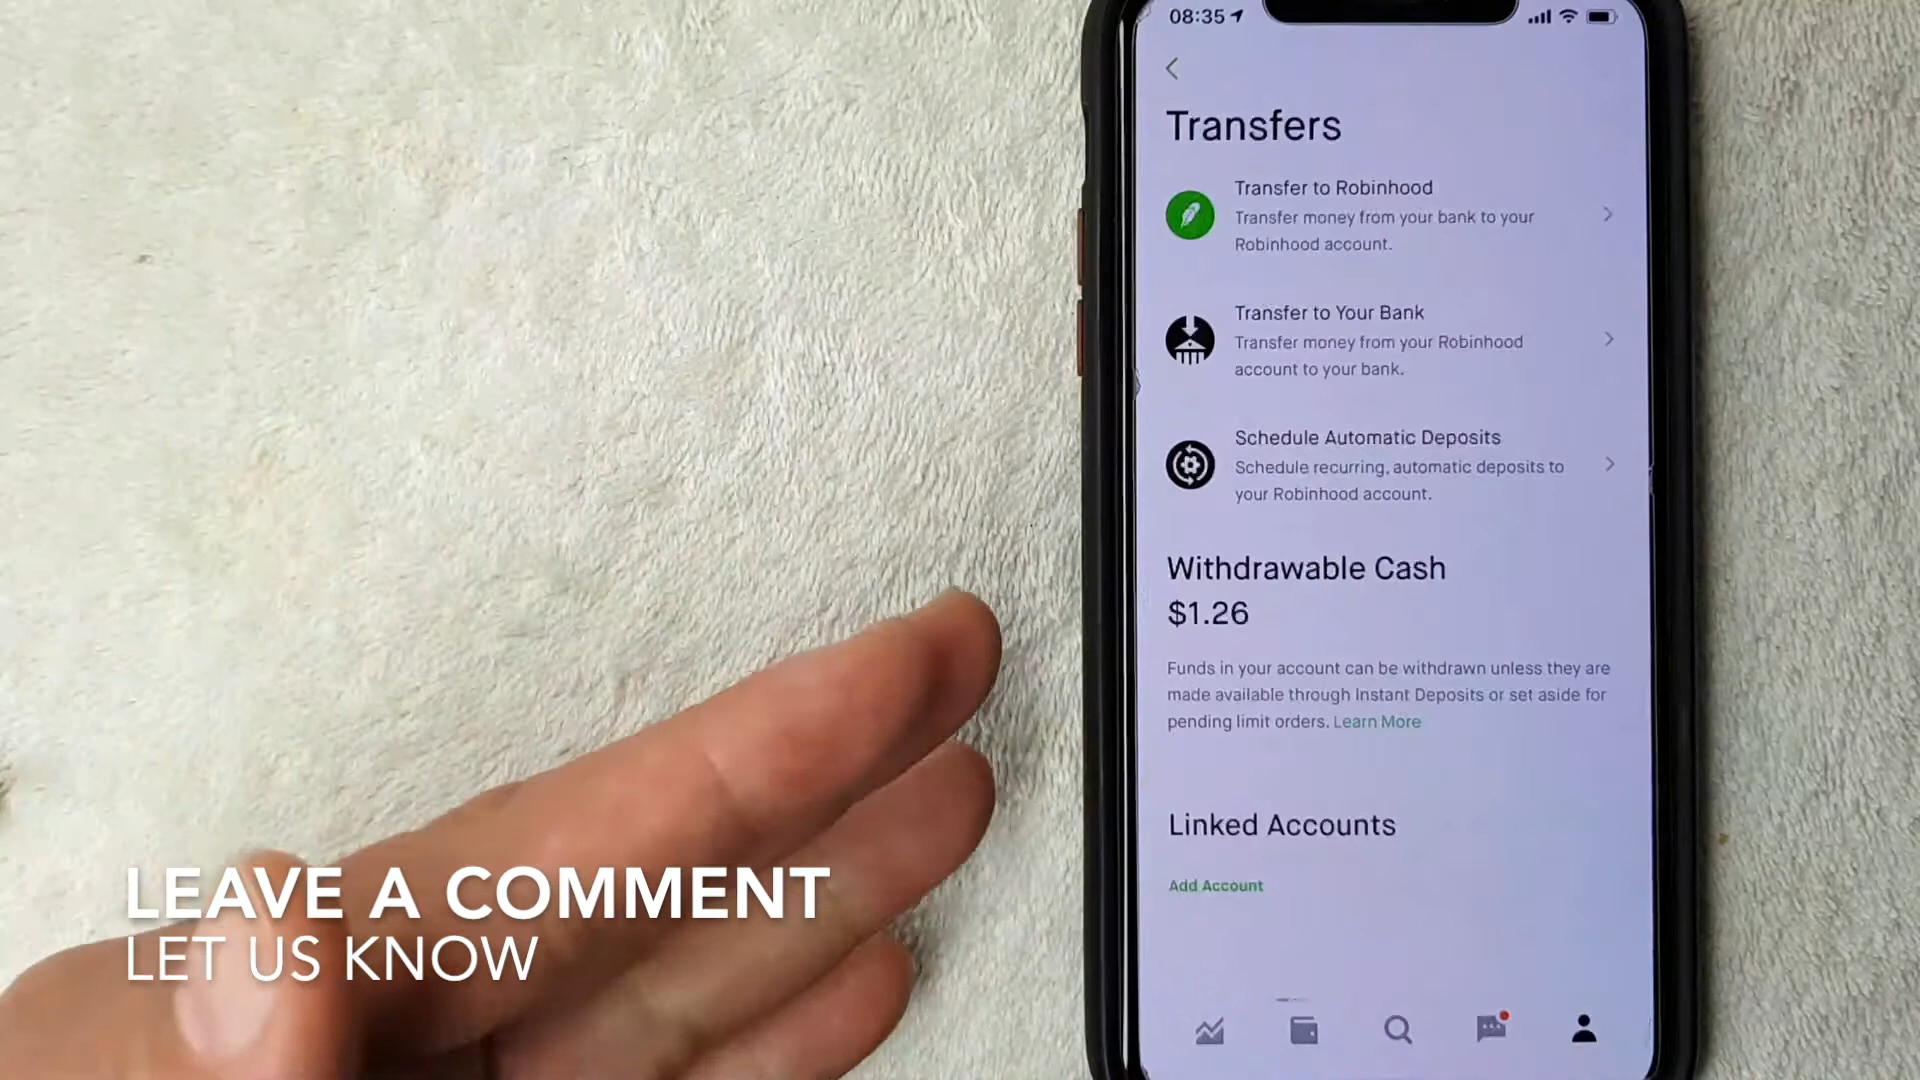 08:35
Transfers
Transfer to Robinhood
Transfer money from your bank to your
Robinhood account.
Transfer to Your Bank
Transfer money from your Robinhood
account to your bank.
Schedule Automatic Deposits
Schedule recurring, automatic deposits to
your Robinhood account.
Withdrawable Cash
$1.26
Funds in your account can be withdrawn unless they are
made available through Instant Deposits or set aside for
pending limit orders. Learn More
Linked Accounts
Add Account
LEAVE A COMMENT
LET US KNOW